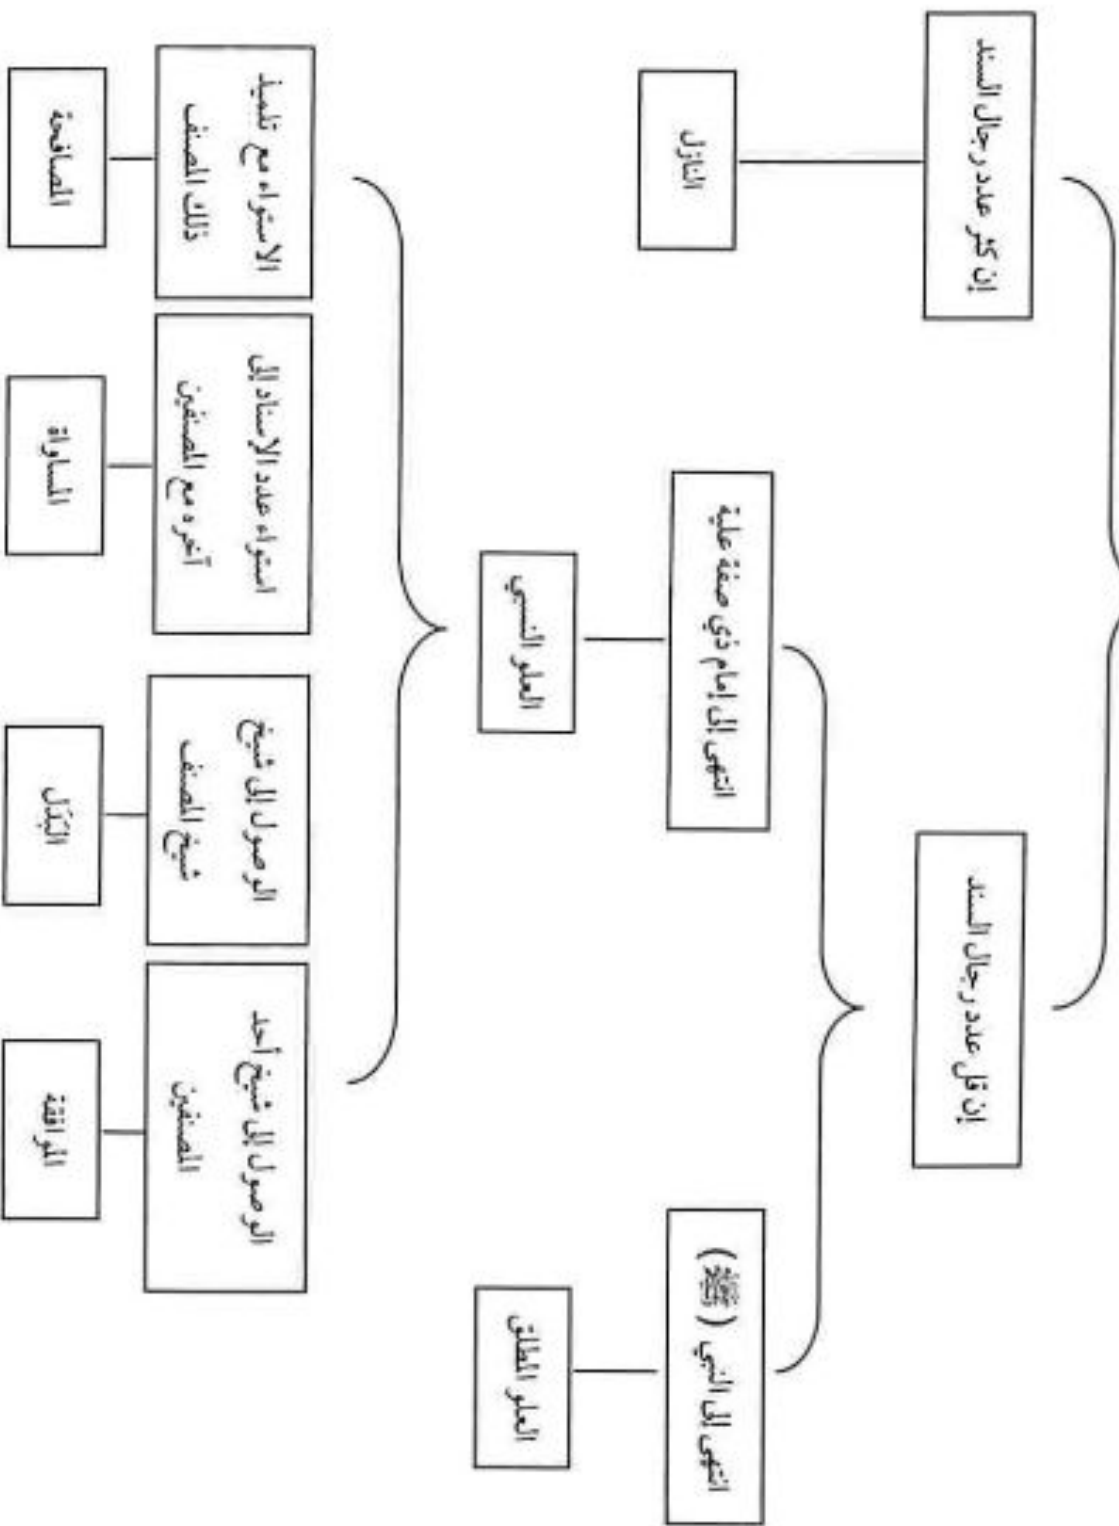 إن قل عدد رجال السند
إن كثر عدد رجال السند
انتهى إلى النبي (ﷺ)
انتهى إلى إمام ذي صفة علية
النازل
العلو المطلق
العلو النسبي
الوصول إلى شيخ أحد
المصنفين
الوصول إلى شيخ
شيخ المصنف
استواء عدد الإسناد إلى
آخره مع المصنفين
الاستواء مع تلميذ
ذلك المصنف
الموافقة
البَدَل
المساواة
المصافحة